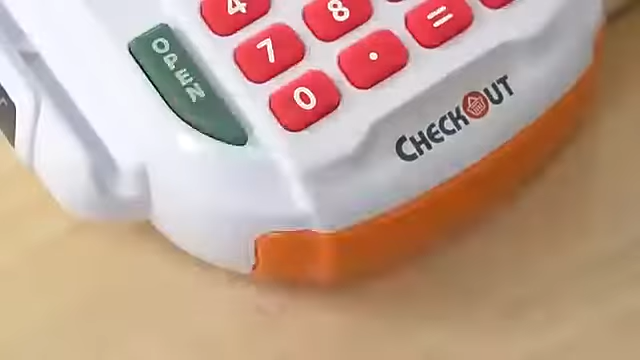 4 8
7 . =
0
OPEN
CHECKOUT